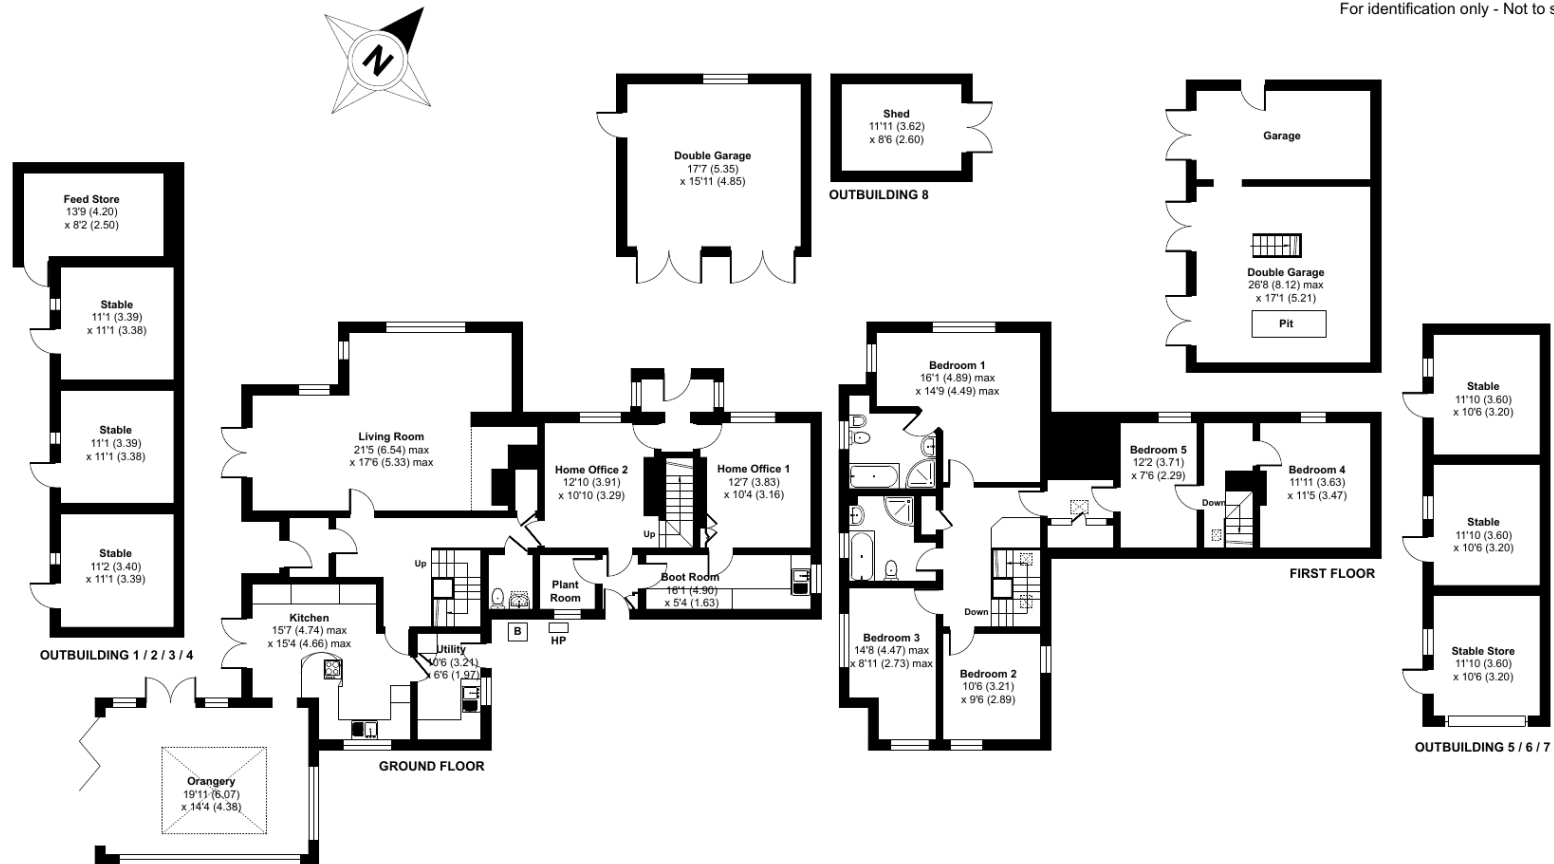 For identification only - Not to s
N
Double Garage
17'7 (5.35)
x 15'11 (4.85)
Shed
11'11 (3.62)
x 8'6 (2.60)
OUTBUILDING 8
Garage
Double Garage
26'8 (8.12) max
x 17'1 (5.21)
Pit
Feed Store
13'9 (4.20)
x 8'2 (2.50)
Stable
11'1 (3.39)
x 11'1 (3.38)
Stable
11'1 (3.39)
x 11'1 (3.38)
Stable
11'2 (3.40)
x 11'1 (3.39)
OUTBUILDING 1 / 2 / 3 / 4
Living Room
21'5 (6.54) max
x 17'6 (5.33) max
Home Office 2
12'10 (3.91)
x 10'10 (3.29)
Up
Home Office 1
12'7 (3.83)
x 10'4 (3.16)
Up
Plant
Room
Boot Room
16'1 (4.90)
x 5'4 (1.63)
B
HP
Kitchen
15'7 (4.74) max
x 15'4 (4.66) max
Utility
10'6 (3.21)
x 6'6 (1.97)
GROUND FLOOR
Orangery
19'11 (6.07)
x 14'4 (4.38)
Bedroom 1
16'1 (4.89) max
x 14'9 (4.49) max
Bedroom 5
12'2 (3.71)
x 7'6 (2.29)
Down
Bedroom 4
11'11 (3.63)
x 11'5 (3.47)
FIRST FLOOR
Down
Bedroom 3
14'8 (4.47) max
x 8'11 (2.73) max
Bedroom 2
10'6 (3.21)
x 9'6 (2.89)
Stable
11'10 (3.60)
x 10'6 (3.20)
Stable
11'10 (3.60)
x 10'6 (3.20)
Stable Store
11'10 (3.60)
x 10'6 (3.20)
OUTBUILDING 5 / 6 / 7